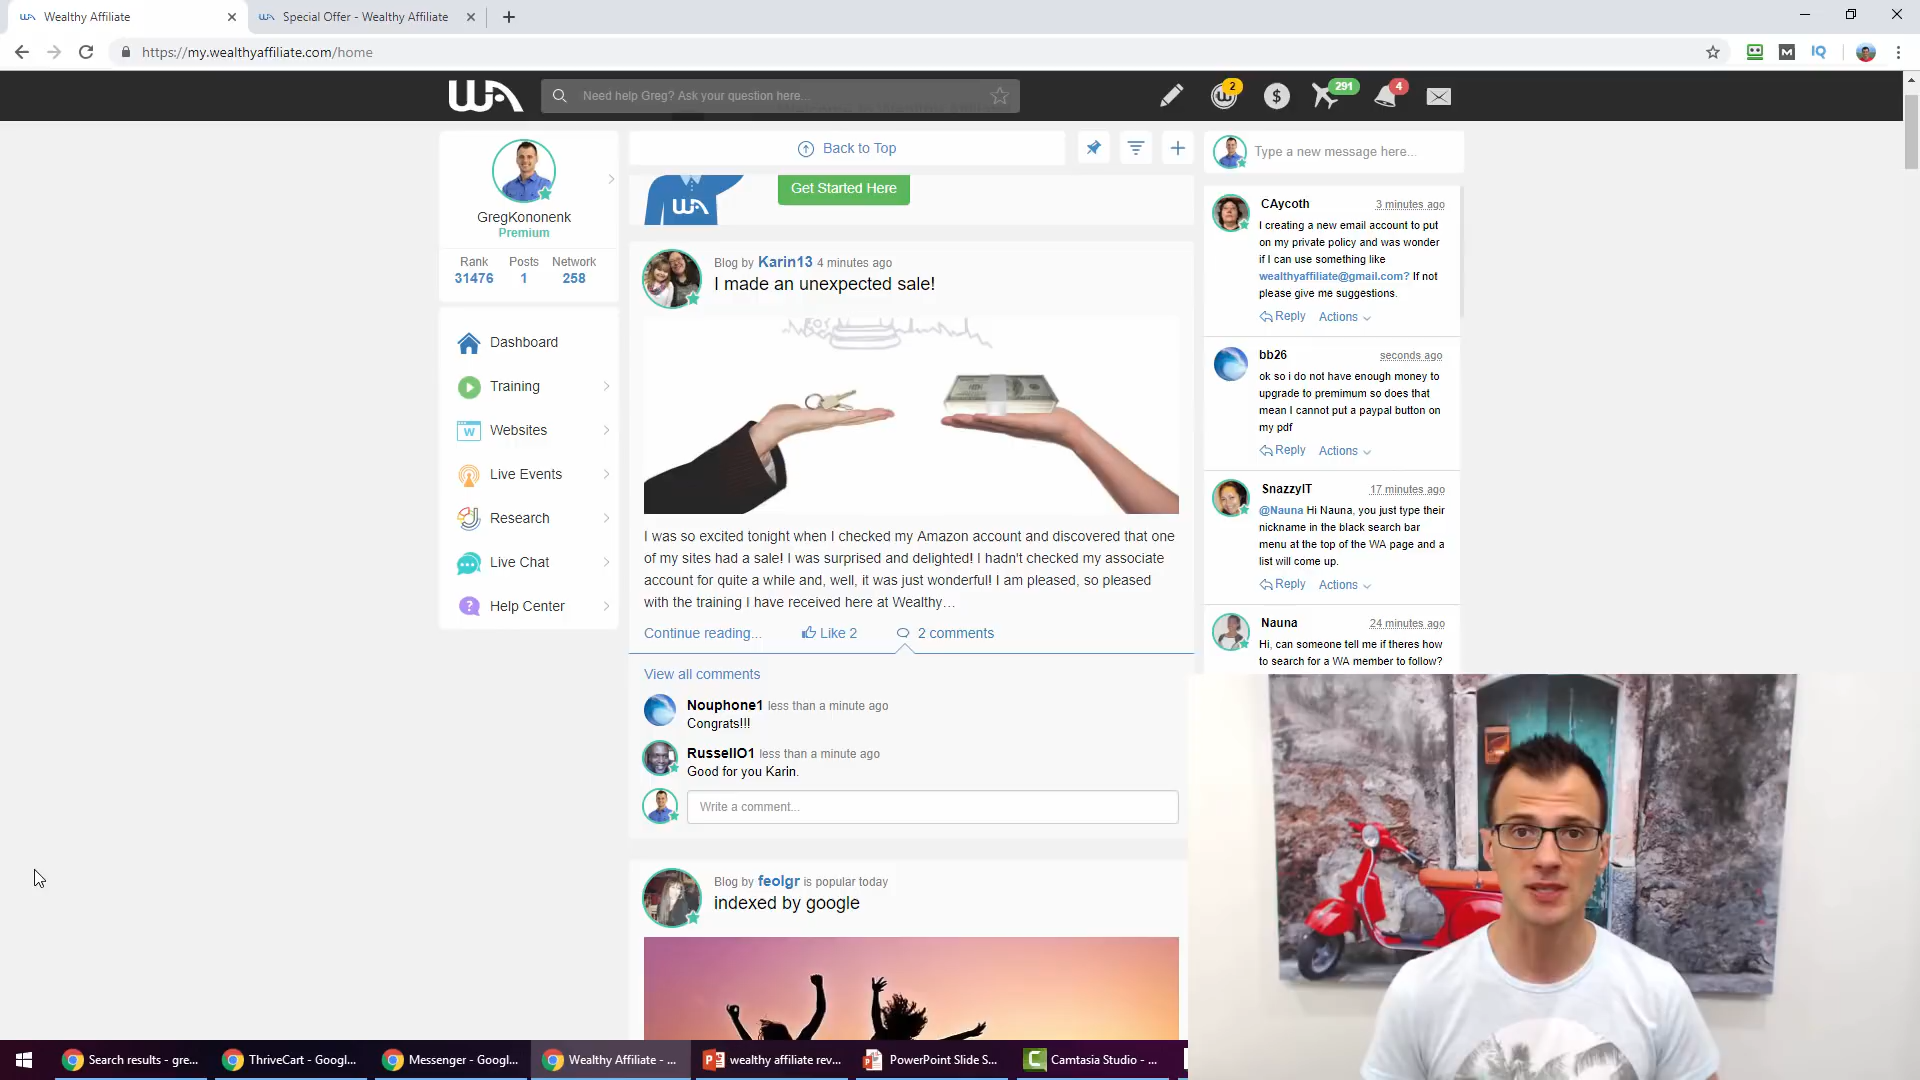 Wealthy Affiliate
Special Offer - Wealthy Affiliate
https://my.wealthyaffiliate.com/home
M
IQ
WA
Need help Greg? Ask your question here...
2
$
291
4
GregKononenk
Premium
Rank
Posts
Network
31476
1
258
Dashboard
Training
Websites
Live Events
Research
Live Chat
Help Center
Back to Top
WA
Get Started Here
Blog by Karin13 4 minutes ago
I made an unexpected sale!
I was so excited tonight when I checked my Amazon account and discovered that one
of my sites had a sale! I was surprised and delighted! I hadn't checked my associate
account for quite a while and, well, it was just wonderful! I am pleased, so pleased
with the training I have received here at Wealthy…
Continue reading...
Like 2
2 comments
View all comments
Nouphone1 less than a minute ago
Congrats!!!
RussellO1 less than a minute ago
Good for you Karin.
Write a comment...
Blog by feolgr is popular today
indexed by google
Type a new message here...
CAycoth 3 minutes ago
I creating a new email account to put
on my private policy and was wonder
if I can use something like
wealthyaffiliate@gmail.com? If not
please give me suggestions.
Reply Actions
bb26 seconds ago
ok so i do not have enough money to
upgrade to premimum so does that
mean I cannot put a paypal button on
my pdf
Reply Actions
SnazzyIT 17 minutes ago
@Nauna Hi Nauna, you just type their
nickname in the black search bar
menu at the top of the WA page and a
list will come up.
Reply Actions
Nauna 24 minutes ago
Hi, can someone tell me if theres how
to search for a WA member to follow?
Search results - gre...
ThriveCart - Googl...
Messenger - Googl...
Wealthy Affiliate - ...
wealthy affiliate rev...
PowerPoint Slide S...
Camtasia Studio - ...